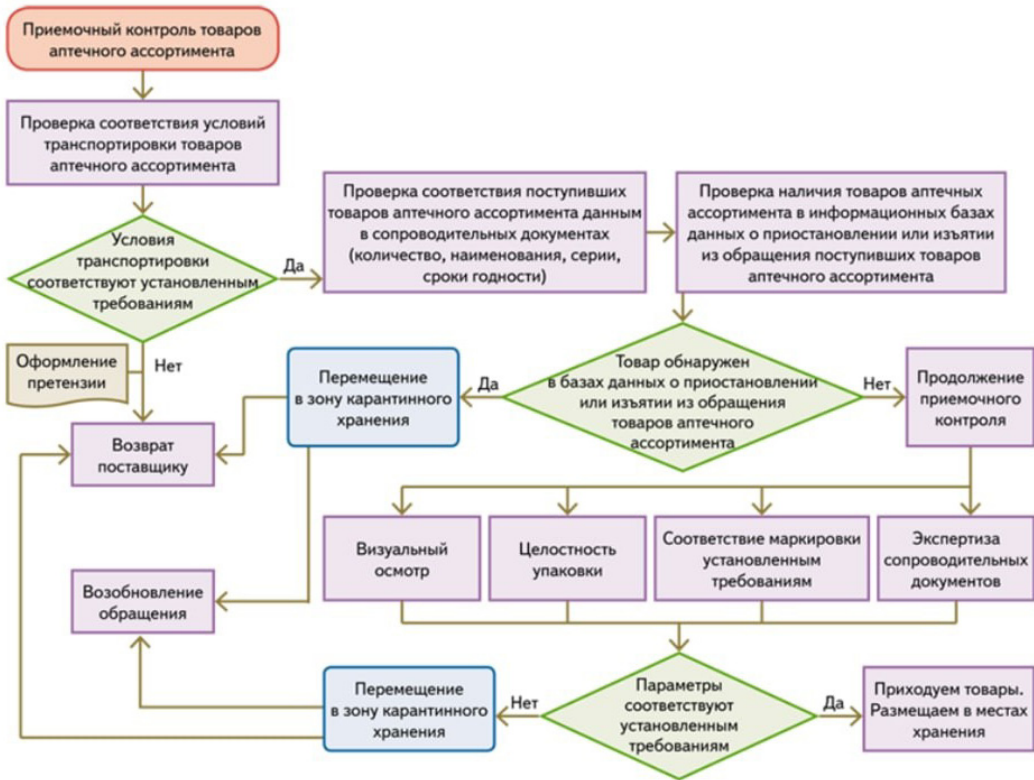 Приемочный контроль товаров
аптечного ассортимента
Проверка соответствия условий
транспортировки товаров
аптечного ассортимента
Условия
транспортировки
соответствуют установленным
требованиям
Да
Проверка соответствия поступивших
товаров аптечного ассортимента данным
в сопроводительных документах
(количество, наименования, серии,
сроки годности)
Проверка наличия товаров аптечных
ассортимента в информационных базах
данных о приостановлении или изъятии
из обращения поступивших товаров
аптечного ассортимента
Оформление
претензии
Нет
Возврат
поставщику
Перемещение
в зону карантинного
хранения
Да
Товар обнаружен
в базах данных о приостановлении
или изъятии из обращения
товаров аптечного
ассортимента
Нет
Продолжение
приемочного
контроля
Визуальный
осмотр
Целостность
упаковки
Соответствие маркировки
установленным
требованиям
Экспертиза
сопроводительных
документов
Возобновление
обращения
Перемещение
в зону карантинного
хранения
Нет
Параметры
соответствуют
установленным
требованиям
Да
Приходуем товары.
Размещаем в местах
хранения